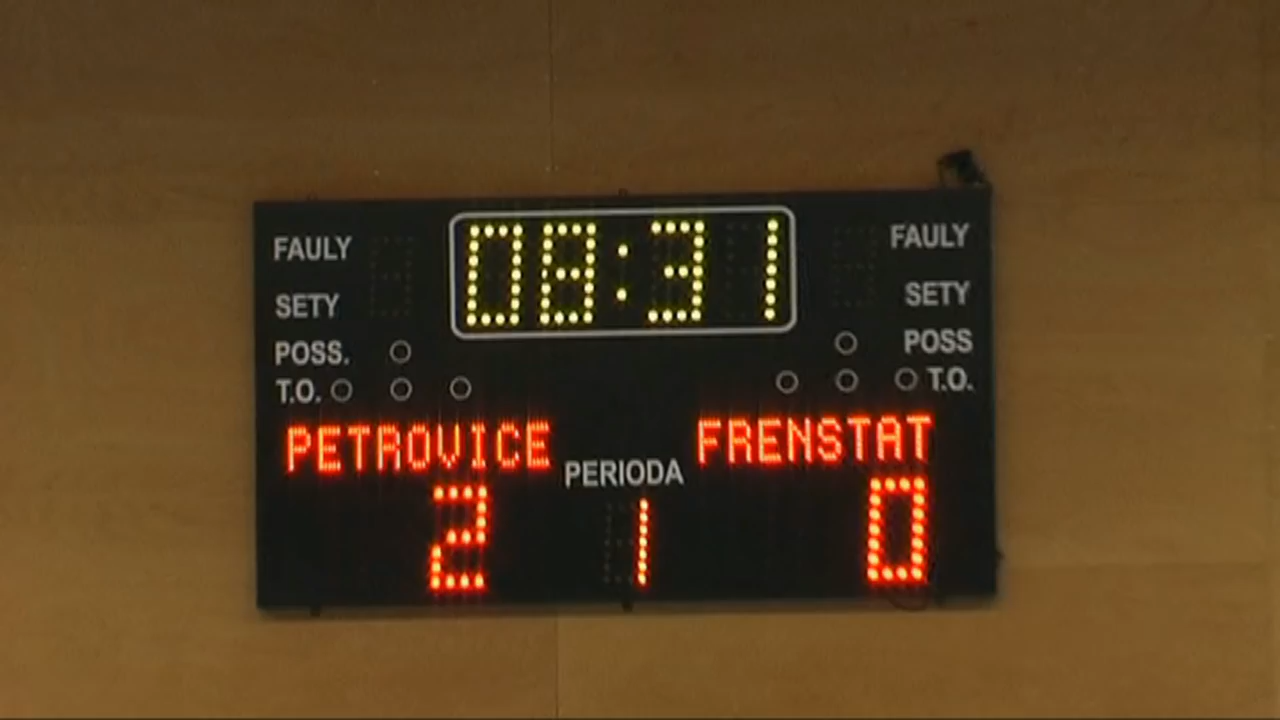 08:31
FAULY FAULY
SETY SETY
POSS. POSS
T.O. T.O.
PETROVICE FRENSTAT
PERIODA
2 1 0